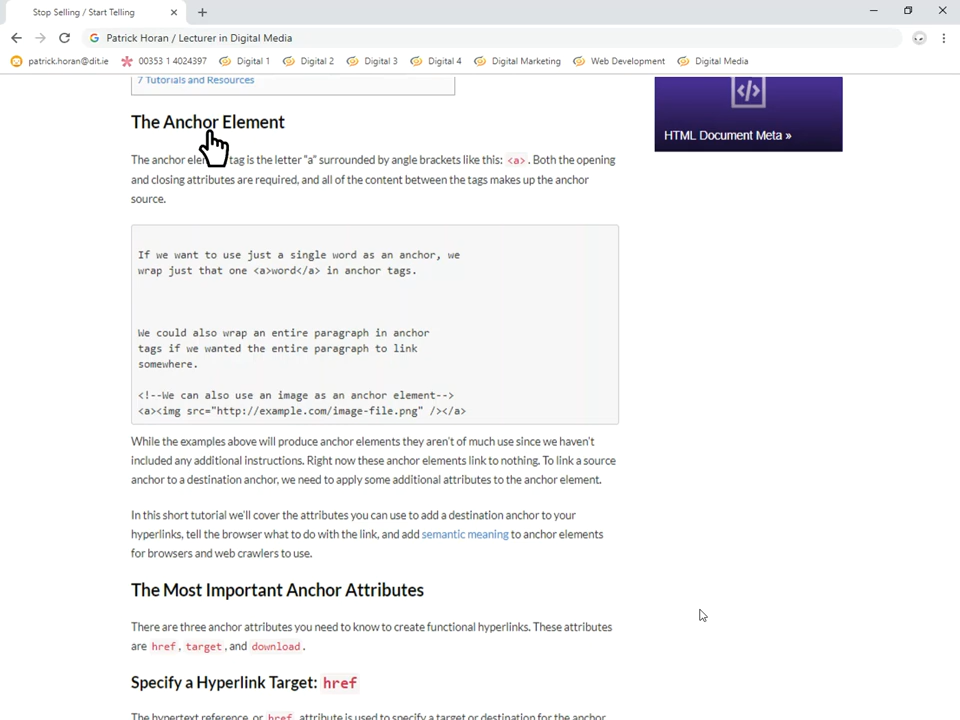 Stop Selling / Start Telling
Patrick Horan / Lecturer in Digital Media
patrick.horan@dit.ie 00353 1 4024397 Digital 1 Digital 2 Digital 3 Digital 4 Digital Marketing Web Development Digital Media
7 Tutorials and Resources
HTML Document Meta »
The Anchor Element
The anchor tag is the letter "a" surrounded by angle brackets like this: <a>. Both the opening
and closing attributes are required, and all of the content between the tags makes up the anchor
source.
If we want to use just a single word as an anchor, we
wrap just that one <a>word</a> in anchor tags.
We could also wrap an entire paragraph in anchor
tags if we wanted the entire paragraph to link
somewhere.
<!--We can also use an image as an anchor element-->
<a><img src="http://example.com/image-file.png" /></a>
While the examples above will produce anchor elements they aren't of much use since we haven't
included any additional instructions. Right now these anchor elements link to nothing. To link a source
anchor to a destination anchor, we need to apply some additional attributes to the anchor element.
In this short tutorial we'll cover the attributes you can use to add a destination anchor to your
hyperlinks, tell the browser what to do with the link, and add semantic meaning to anchor elements
for browsers and web crawlers to use.
The Most Important Anchor Attributes
There are three anchor attributes you need to know to create functional hyperlinks. These attributes
are href, target, and download.
Specify a Hyperlink Target: href
The hypertext reference, or href, attribute is used to specify a target or destination for the anchor